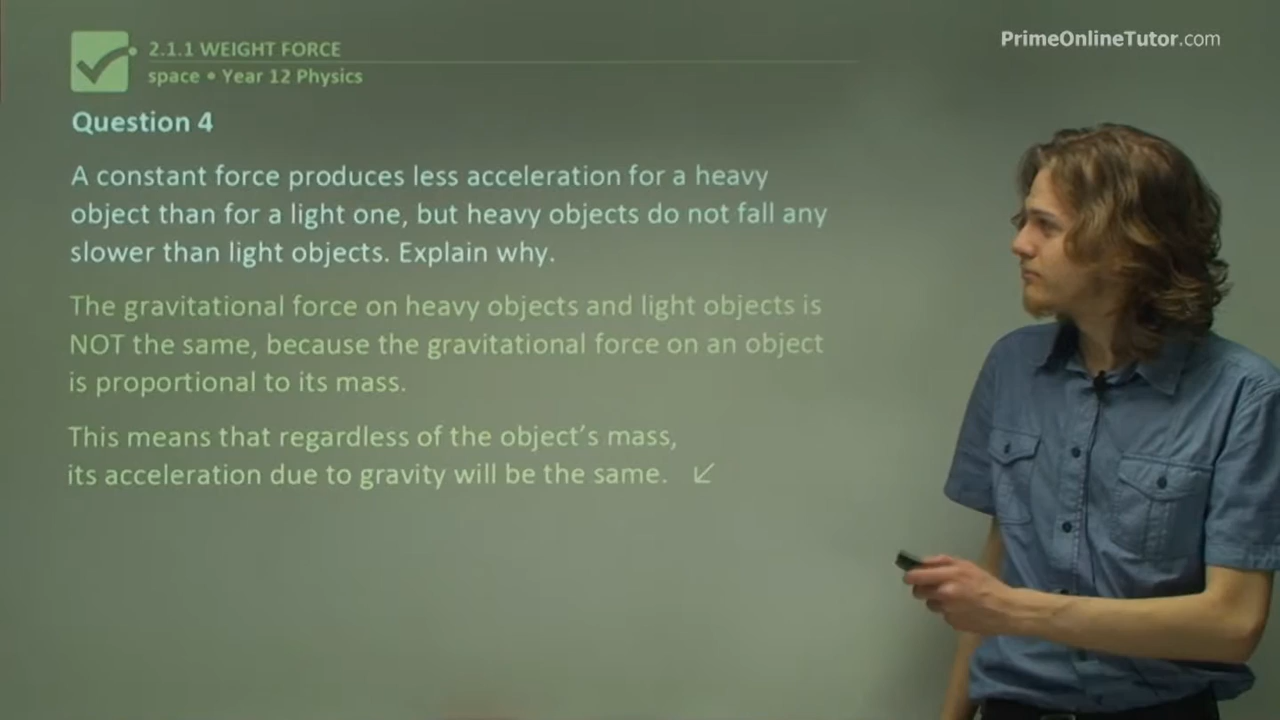 2.1.1 WEIGHT FORCE
space • Year 12 Physics
PrimeOnlineTutor.com
Question 4
A constant force produces less acceleration for a heavy
object than for a light one, but heavy objects do not fall any
slower than light objects. Explain why.
The gravitational force on heavy objects and light objects is
NOT the same, because the gravitational force on an object
is proportional to its mass.
This means that regardless of the object’s mass,
its acceleration due to gravity will be the same.